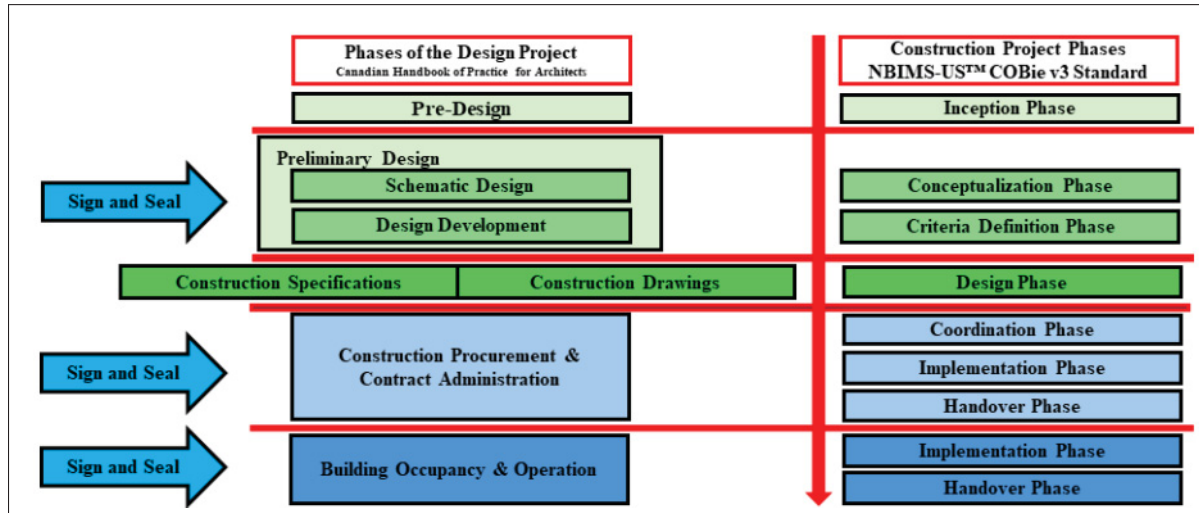 Phases of the Design Project
Canadian Handbook of Practice for Architects
Construction Project Phases
NBIMS-US™ COBie v3 Standard
Pre-Design
Inception Phase
Preliminary Design
Sign and Seal
Schematic Design
Conceptualization Phase
Design Development
Criteria Definition Phase
Construction Specifications
Construction Drawings
Design Phase
Sign and Seal
Construction Procurement &
Contract Administration
Coordination Phase
Implementation Phase
Handover Phase
Sign and Seal
Building Occupancy & Operation
Implementation Phase
Handover Phase